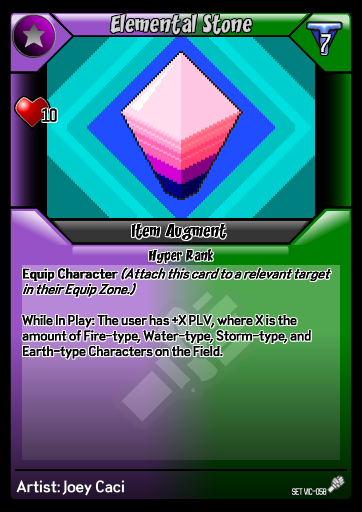 Elemental Stone
7
10
Item Augment
Hyper Rank
Equip Character (Attach this card to a relevant target
in their Equip Zone.)
While In Play: The user has +X PLV, where X is the
amount of Fire-type, Water-type, Storm-type, and
Earth-type Characters on the Field.
Artist: Joey Caci
SET VIC-058